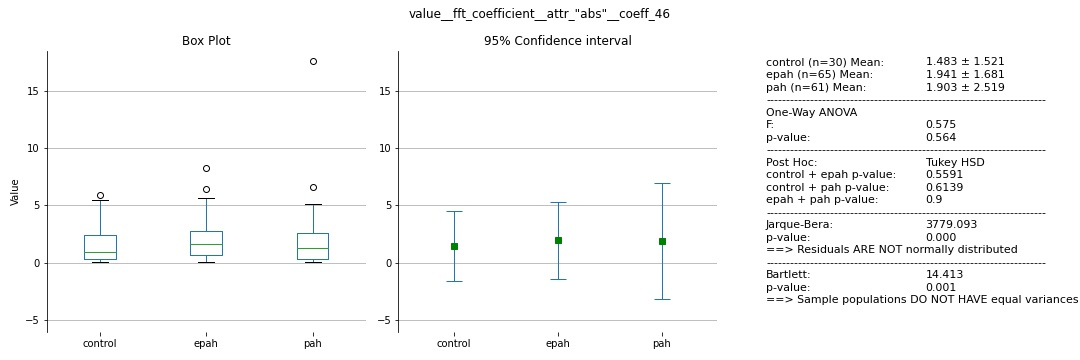 value__fft_coefficient__attr_"abs"__coeff_46
Box Plot
Value
15
10
5
0
−5
control epah pah
95% Confidence interval
15
10
5
0
−5
control epah pah
control (n=30) Mean: 1.483 ± 1.521
epah (n=65) Mean: 1.941 ± 1.681
pah (n=61) Mean: 1.903 ± 2.519
One-Way ANOVA
F: 0.575
p-value: 0.564
Post Hoc: Tukey HSD
control + epah p-value: 0.5591
control + pah p-value: 0.6139
epah + pah p-value: 0.9
Jarque-Bera: 3779.093
p-value: 0.000
==> Residuals ARE NOT normally distributed
Bartlett: 14.413
p-value: 0.001
==> Sample populations DO NOT HAVE equal variances